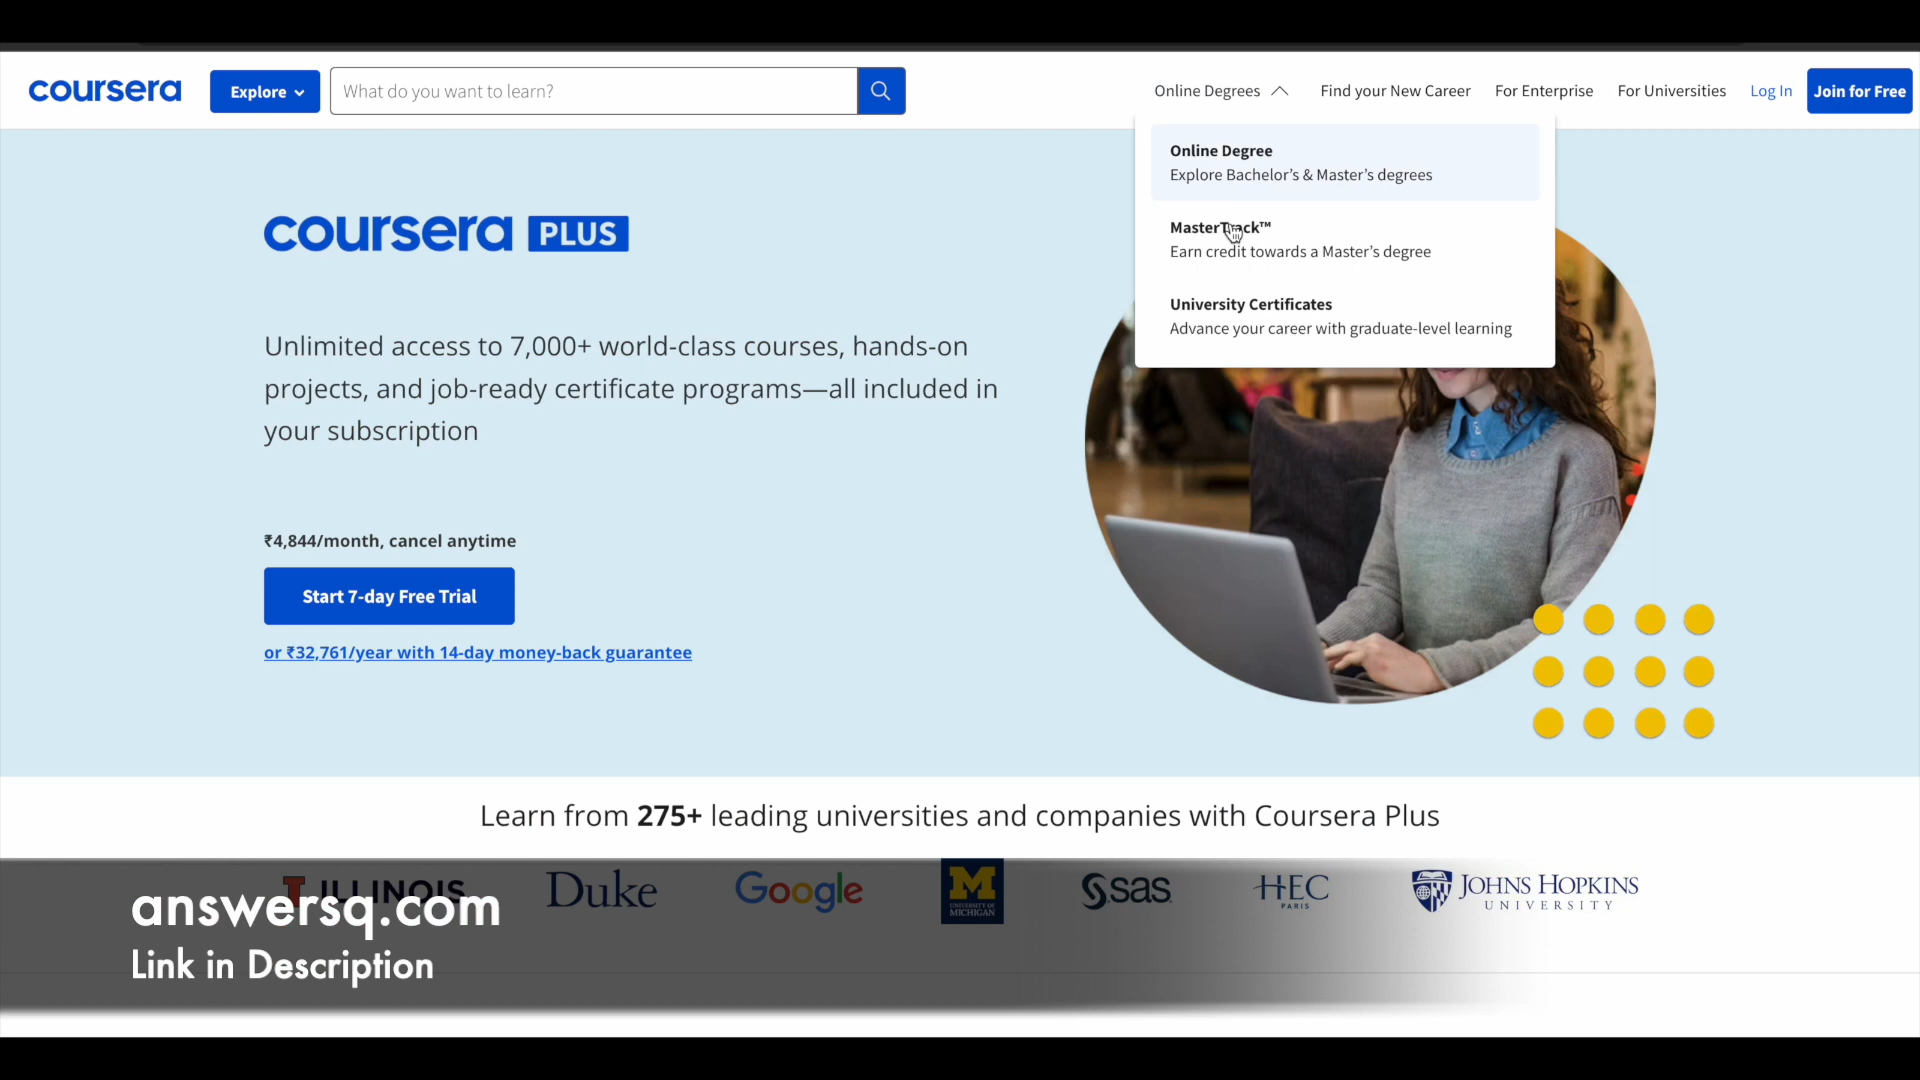 coursera
Explore
What do you want to learn?
Online Degrees
Find your New Career
For Enterprise
For Universities
Log In
Join for Free
Online Degree
Explore Bachelor's & Master's degrees
MasterTrack™
Earn credit towards a Master's degree
University Certificates
Advance your career with graduate-level learning
coursera PLUS
Unlimited access to 7,000+ world-class courses, hands-on
projects, and job-ready certificate programs—all included in
your subscription
₹4,844/month, cancel anytime
Start 7-day Free Trial
or ₹32,761/year with 14-day money-back guarantee
Learn from 275+ leading universities and companies with Coursera Plus
I ILLINOIS
Duke
Google
M
UNIVERSITY OF
MICHIGAN
sas
HEC
PARIS
JOHNS HOPKINS
UNIVERSITY
answersq.com
Link in Description